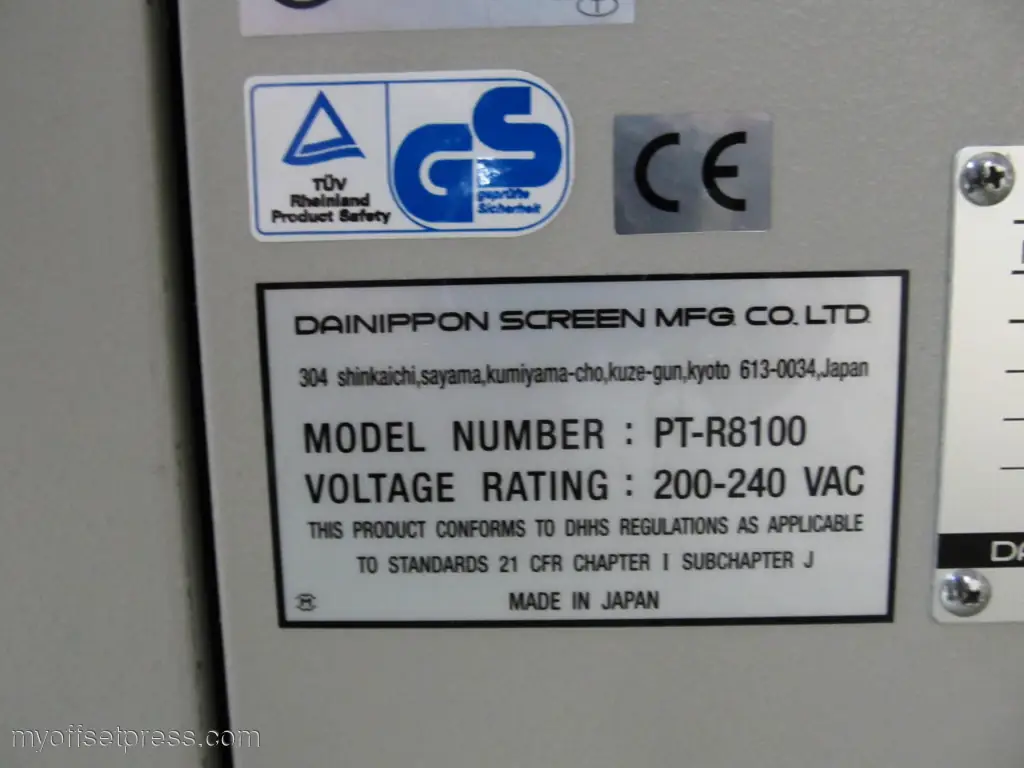 TÜV
Rheinland
Product Safety
GS
geprüfte
Sicherheit
CE
DAINIPPON SCREEN MFG. CO., LTD.
304 shinkaichi,sayama,kumiyama-cho,kuze-gun,kyoto 613-0034,Japan
MODEL NUMBER : PT-R8100
VOLTAGE RATING : 200-240 VAC
THIS PRODUCT CONFORMS TO DHHS REGULATIONS AS APPLICABLE
TO STANDARDS 21 CFR CHAPTER I SUBCHAPTER J
MADE IN JAPAN
DA
myoffsetpress.com